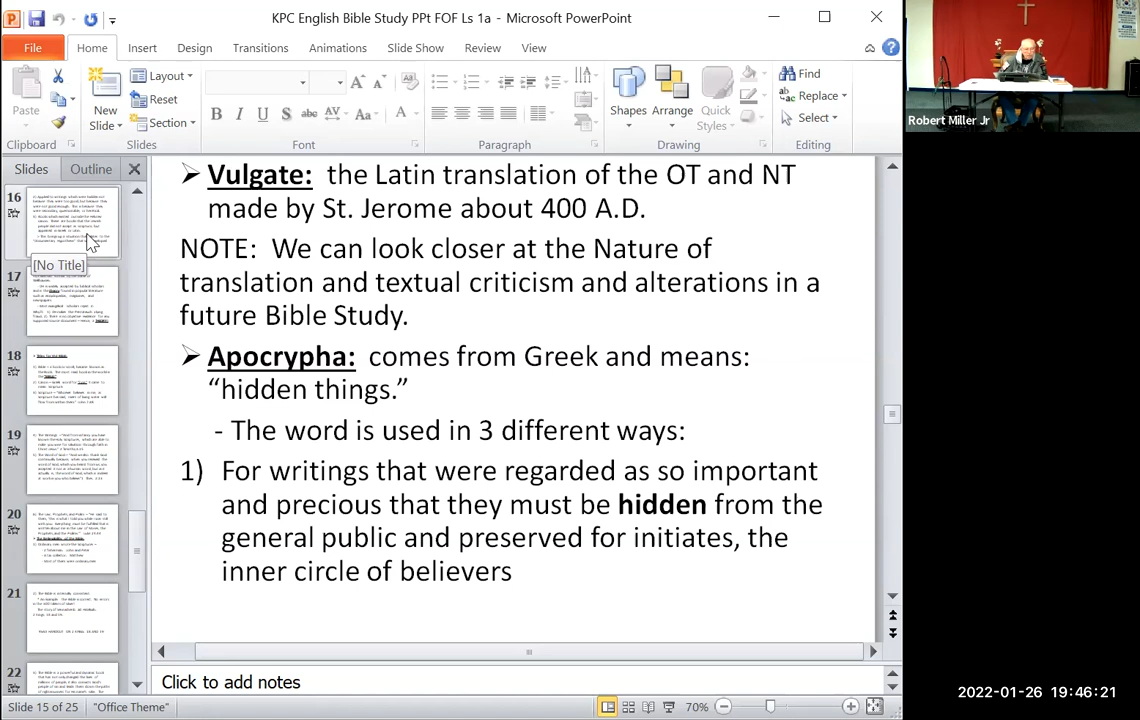 KPC English Bible Study PPt FOF Ls 1a - Microsoft PowerPoint
File Home Insert Design Transitions Animations Slide Show Review View
Paste
New Slide
Layout
Reset
Section
Shapes Arrange Quick Styles
Find
Replace
Select
Clipboard Slides Font Paragraph Drawing Editing
Robert Miller Jr
Slides Outline
16
[No Title]
17
18
19
20
21
22
➢ Vulgate: the Latin translation of the OT and NT
made by St. Jerome about 400 A.D.
NOTE: We can look closer at the Nature of
translation and textual criticism and alterations in a
future Bible Study.
➢ Apocrypha: comes from Greek and means:
“hidden things.”
- The word is used in 3 different ways:
1) For writings that were regarded as so important
and precious that they must be hidden from the
general public and preserved for initiates, the
inner circle of believers
Click to add notes
Slide 15 of 25 "Office Theme" 70%
2022-01-26 19:46:21